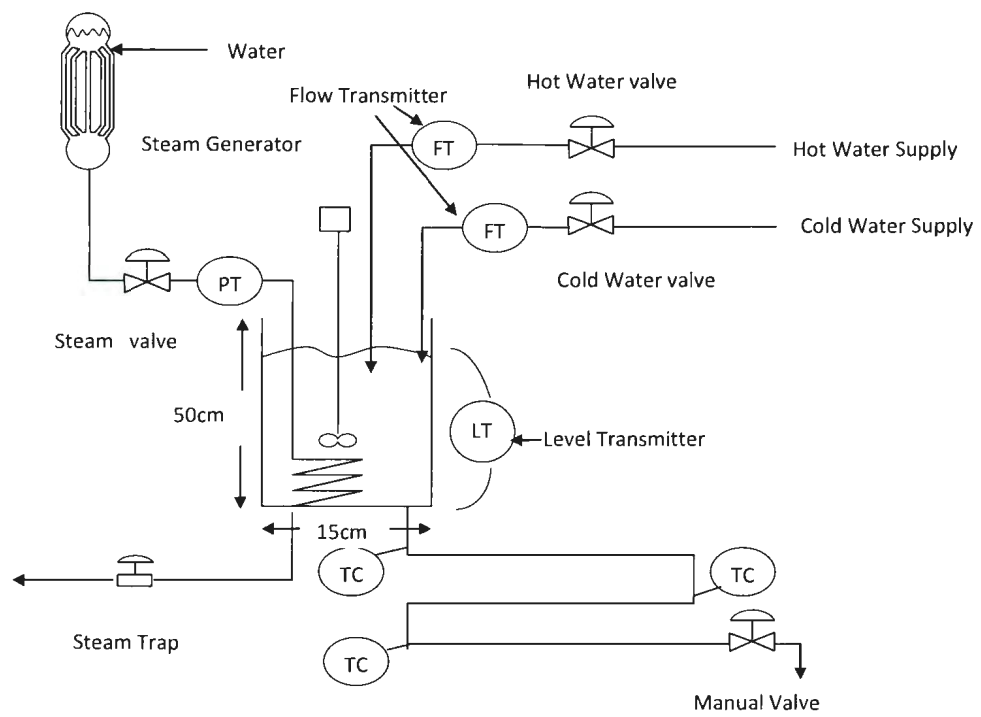 Water
Hot Water valve
Flow Transmitter
Steam Generator
FT
Hot Water Supply
FT
Cold Water Supply
PT
Cold Water valve
Steam valve
50cm
LT
Level Transmitter
15cm
TC
TC
Steam Trap
TC
Manual Valve